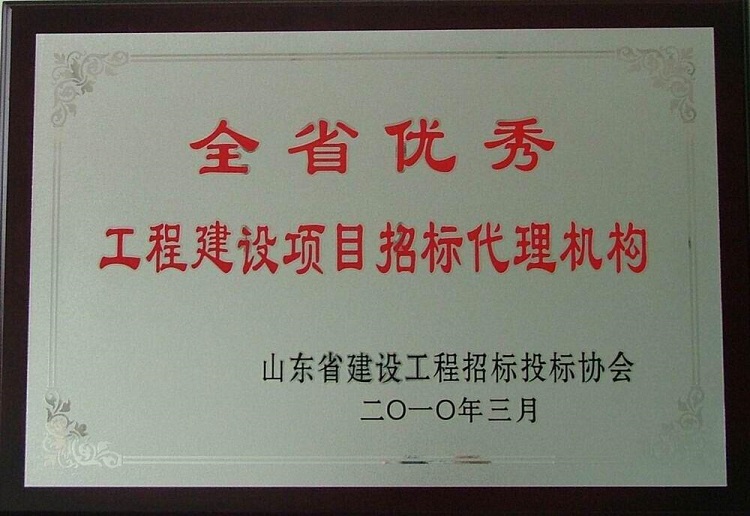 全省优秀
工程建设项目招标代理机构
山东省建设工程招标投标协会
二〇一〇年三月